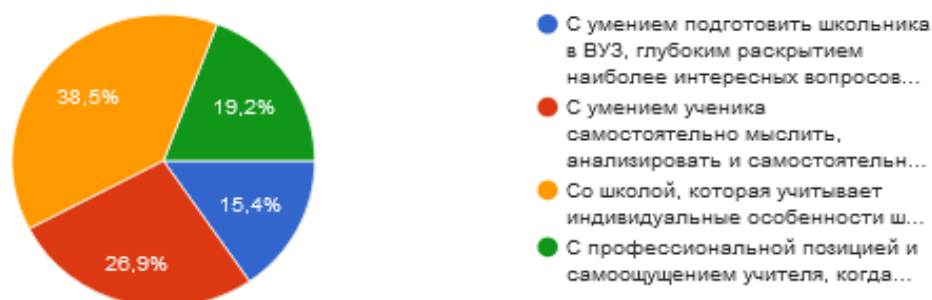 38,5%
19,2%
15,4%
26,9%
С умением подготовить школьника
в ВУЗ, глубоким раскрытием
наиболее интересных вопросов...
С умением ученика
самостоятельно мыслить,
анализировать и самостоятельн...
Со школой, которая учитывает
индивидуальные особенности ш...
С профессиональной позицией и
самоощущением учителя, когда...